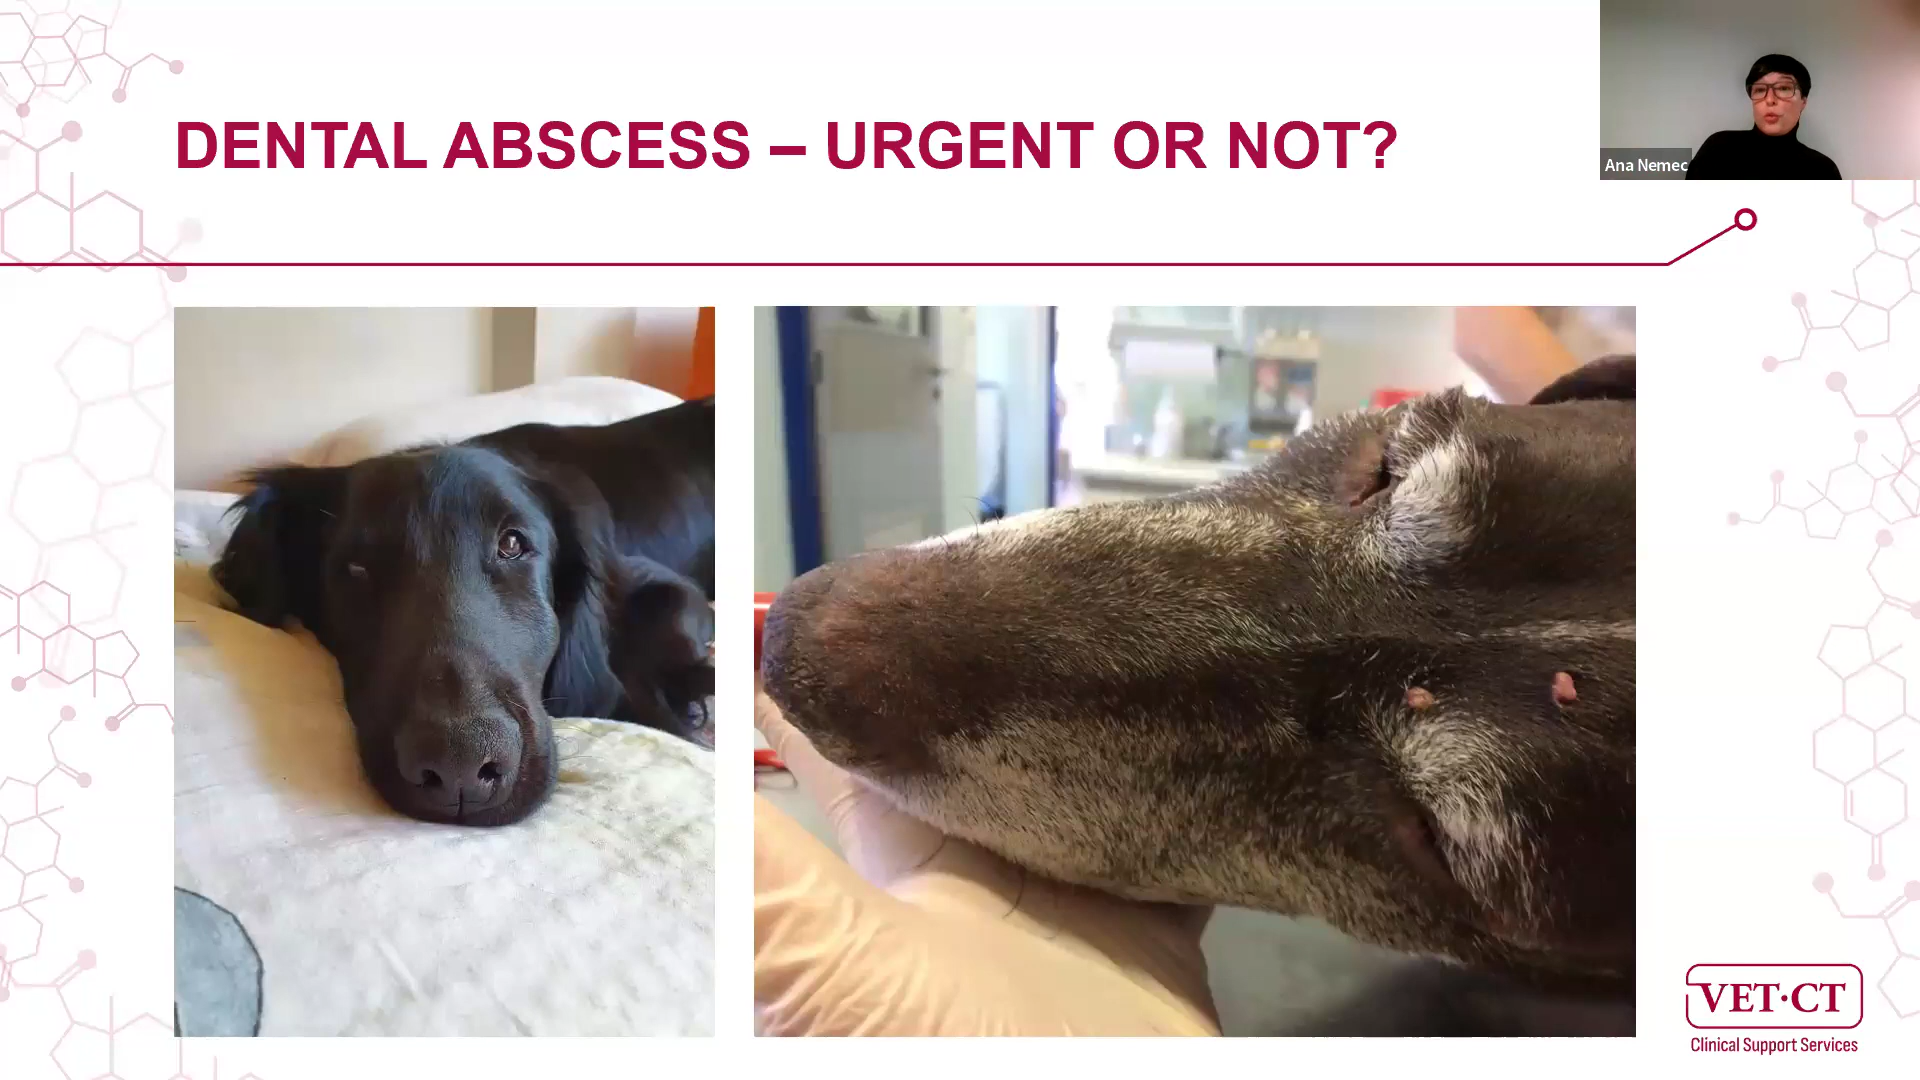 DENTAL ABSCESS – URGENT OR NOT?
Ana Nemec
VET·CT
Clinical Support Services